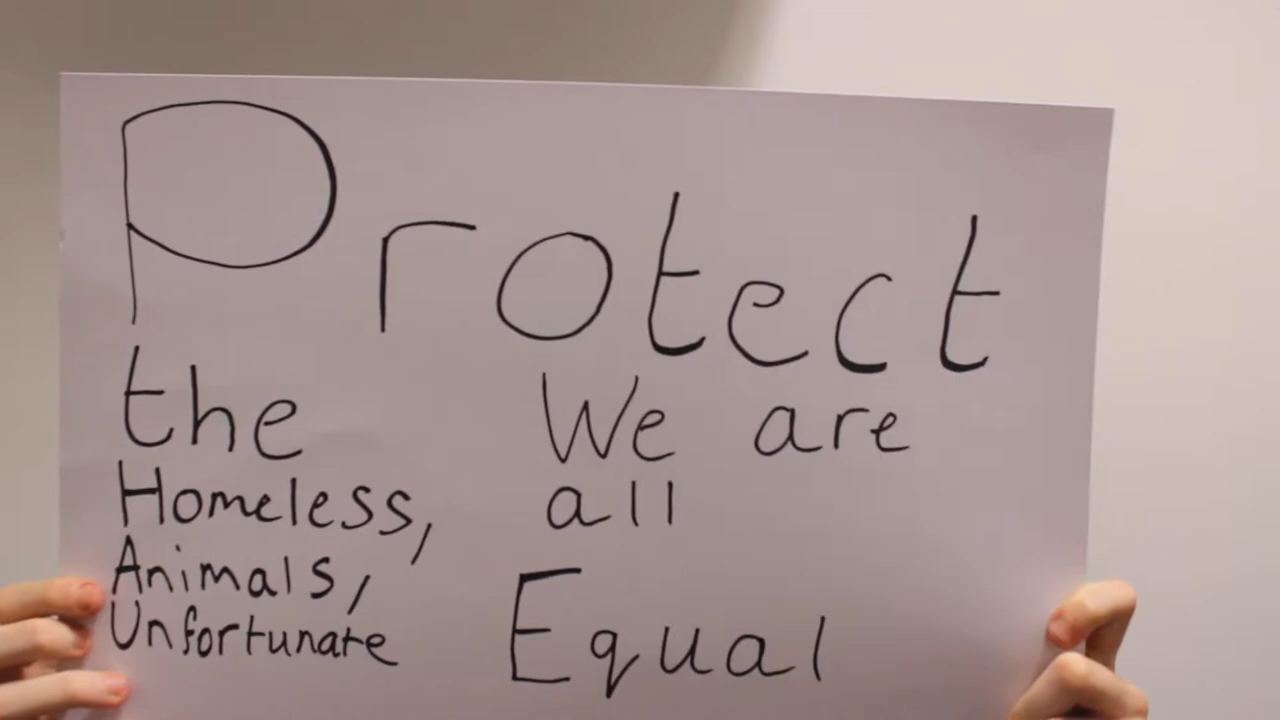 Protect
the
Homeless,
Animals,
Unfortunate
We are
all
Equal